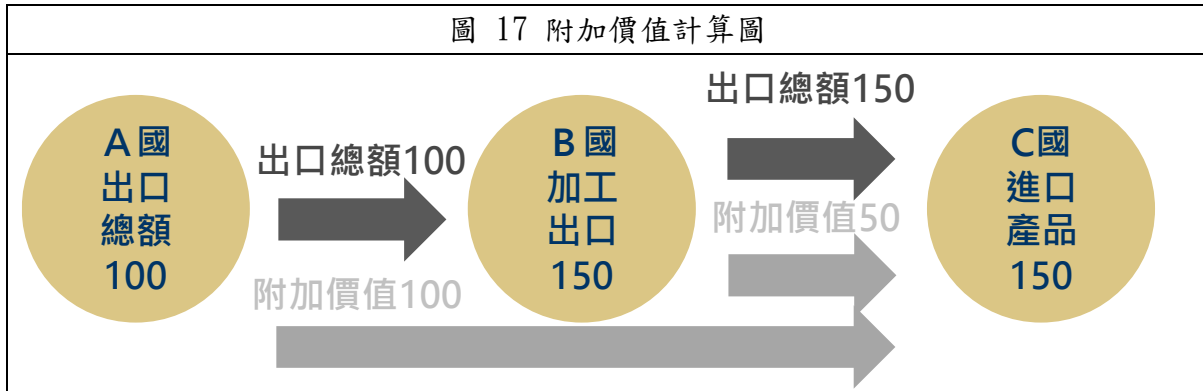 圖 17 附加價值計算圖
A國
出口
總額
100
出口總額100
附加價值100
B國
加工
出口
150
出口總額150
附加價值50
C國
進口
產品
150